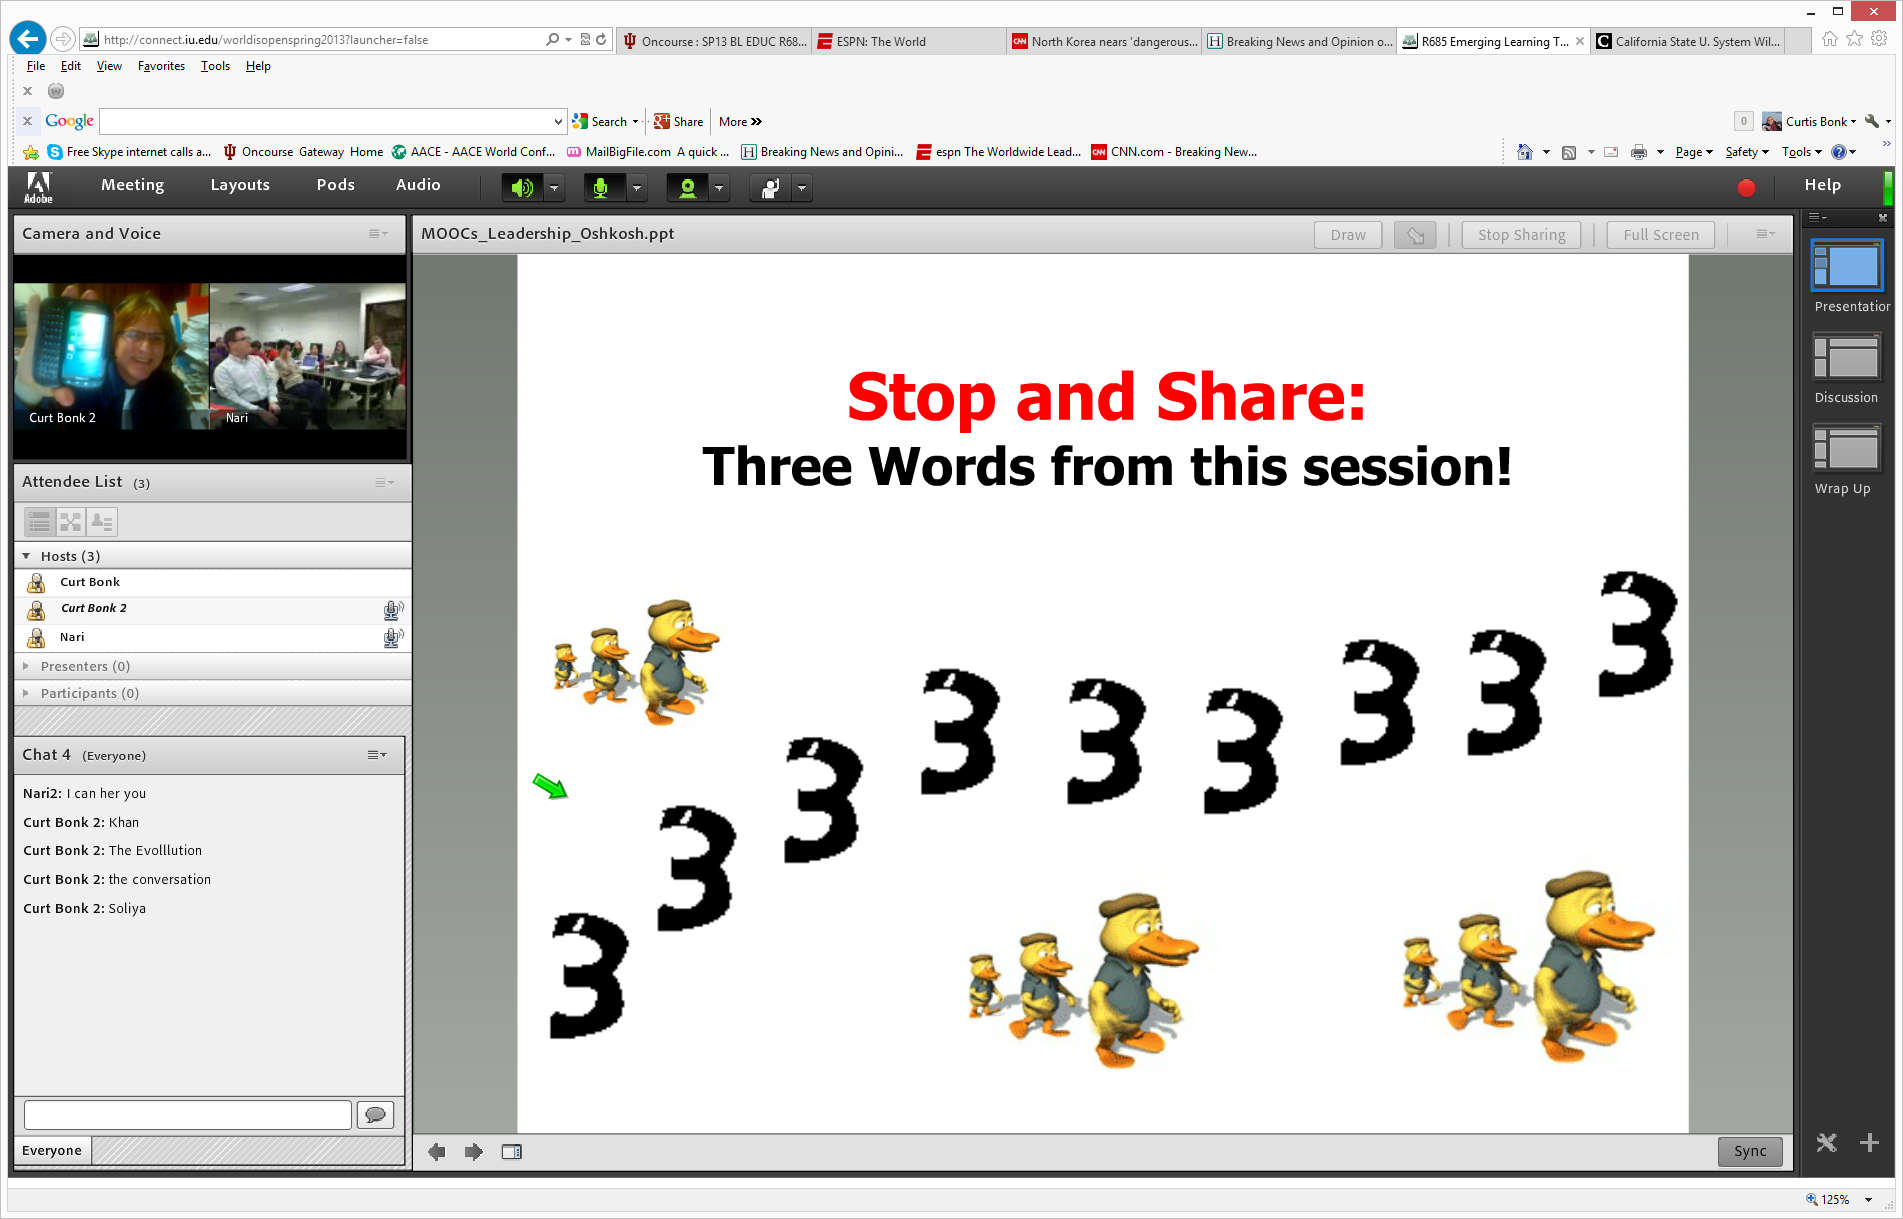 http://connect.iu.edu/worldisopenspring2013?launcher=false
Oncourse : SP13 BL EDUC R68...
ESPN: The World
North Korea nears 'dangerous...
Breaking News and Opinion o...
R685 Emerging Learning T...
California State U. System Wil...
File Edit View Favorites Tools Help
Google
Search
Share
More
0
Curtis Bonk
Free Skype internet calls a...
Oncourse Gateway Home
AACE - AACE World Conf...
MailBigFile.com A quick ...
Breaking News and Opini...
espn The Worldwide Lead...
CNN.com - Breaking New...
Page Safety Tools
Adobe
Meeting Layouts Pods Audio
Help
Camera and Voice
Curt Bonk 2
Nari
Attendee List (3)
Hosts (3)
Curt Bonk
Curt Bonk 2
Nari
Presenters (0)
Participants (0)
Chat 4 (Everyone)
Nari2: I can her you
Curt Bonk 2: Khan
Curt Bonk 2: The Evolllution
Curt Bonk 2: the conversation
Curt Bonk 2: Soliya
Everyone
MOOCs_Leadership_Oshkosh.ppt
Draw
Stop Sharing
Full Screen
Stop and Share:
Three Words from this session!
3 3 3 3 3 3 3 3 3
Sync
Presentation
Discussion
Wrap Up
125%